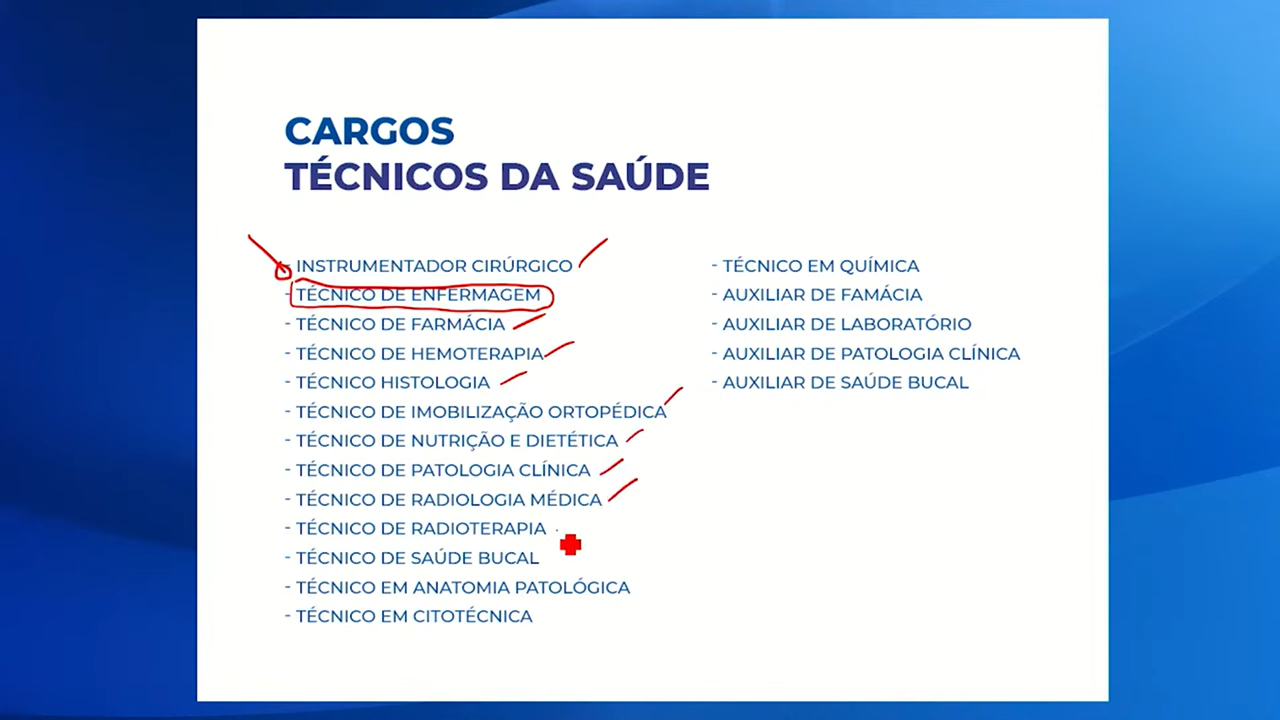 CARGOS
TÉCNICOS DA SAÚDE
- INSTRUMENTADOR CIRÚRGICO
- TÉCNICO DE ENFERMAGEM
- TÉCNICO DE FARMÁCIA
- TÉCNICO DE HEMOTERAPIA
- TÉCNICO HISTOLOGIA
- TÉCNICO DE IMOBILIZAÇÃO ORTOPÉDICA
- TÉCNICO DE NUTRIÇÃO E DIETÉTICA
- TÉCNICO DE PATOLOGIA CLÍNICA
- TÉCNICO DE RADIOLOGIA MÉDICA
- TÉCNICO DE RADIOTERAPIA
- TÉCNICO DE SAÚDE BUCAL
- TÉCNICO EM ANATOMIA PATOLÓGICA
- TÉCNICO EM CITOTÉCNICA
- TÉCNICO EM QUÍMICA
- AUXILIAR DE FAMÁCIA
- AUXILIAR DE LABORATÓRIO
- AUXILIAR DE PATOLOGIA CLÍNICA
- AUXILIAR DE SAÚDE BUCAL